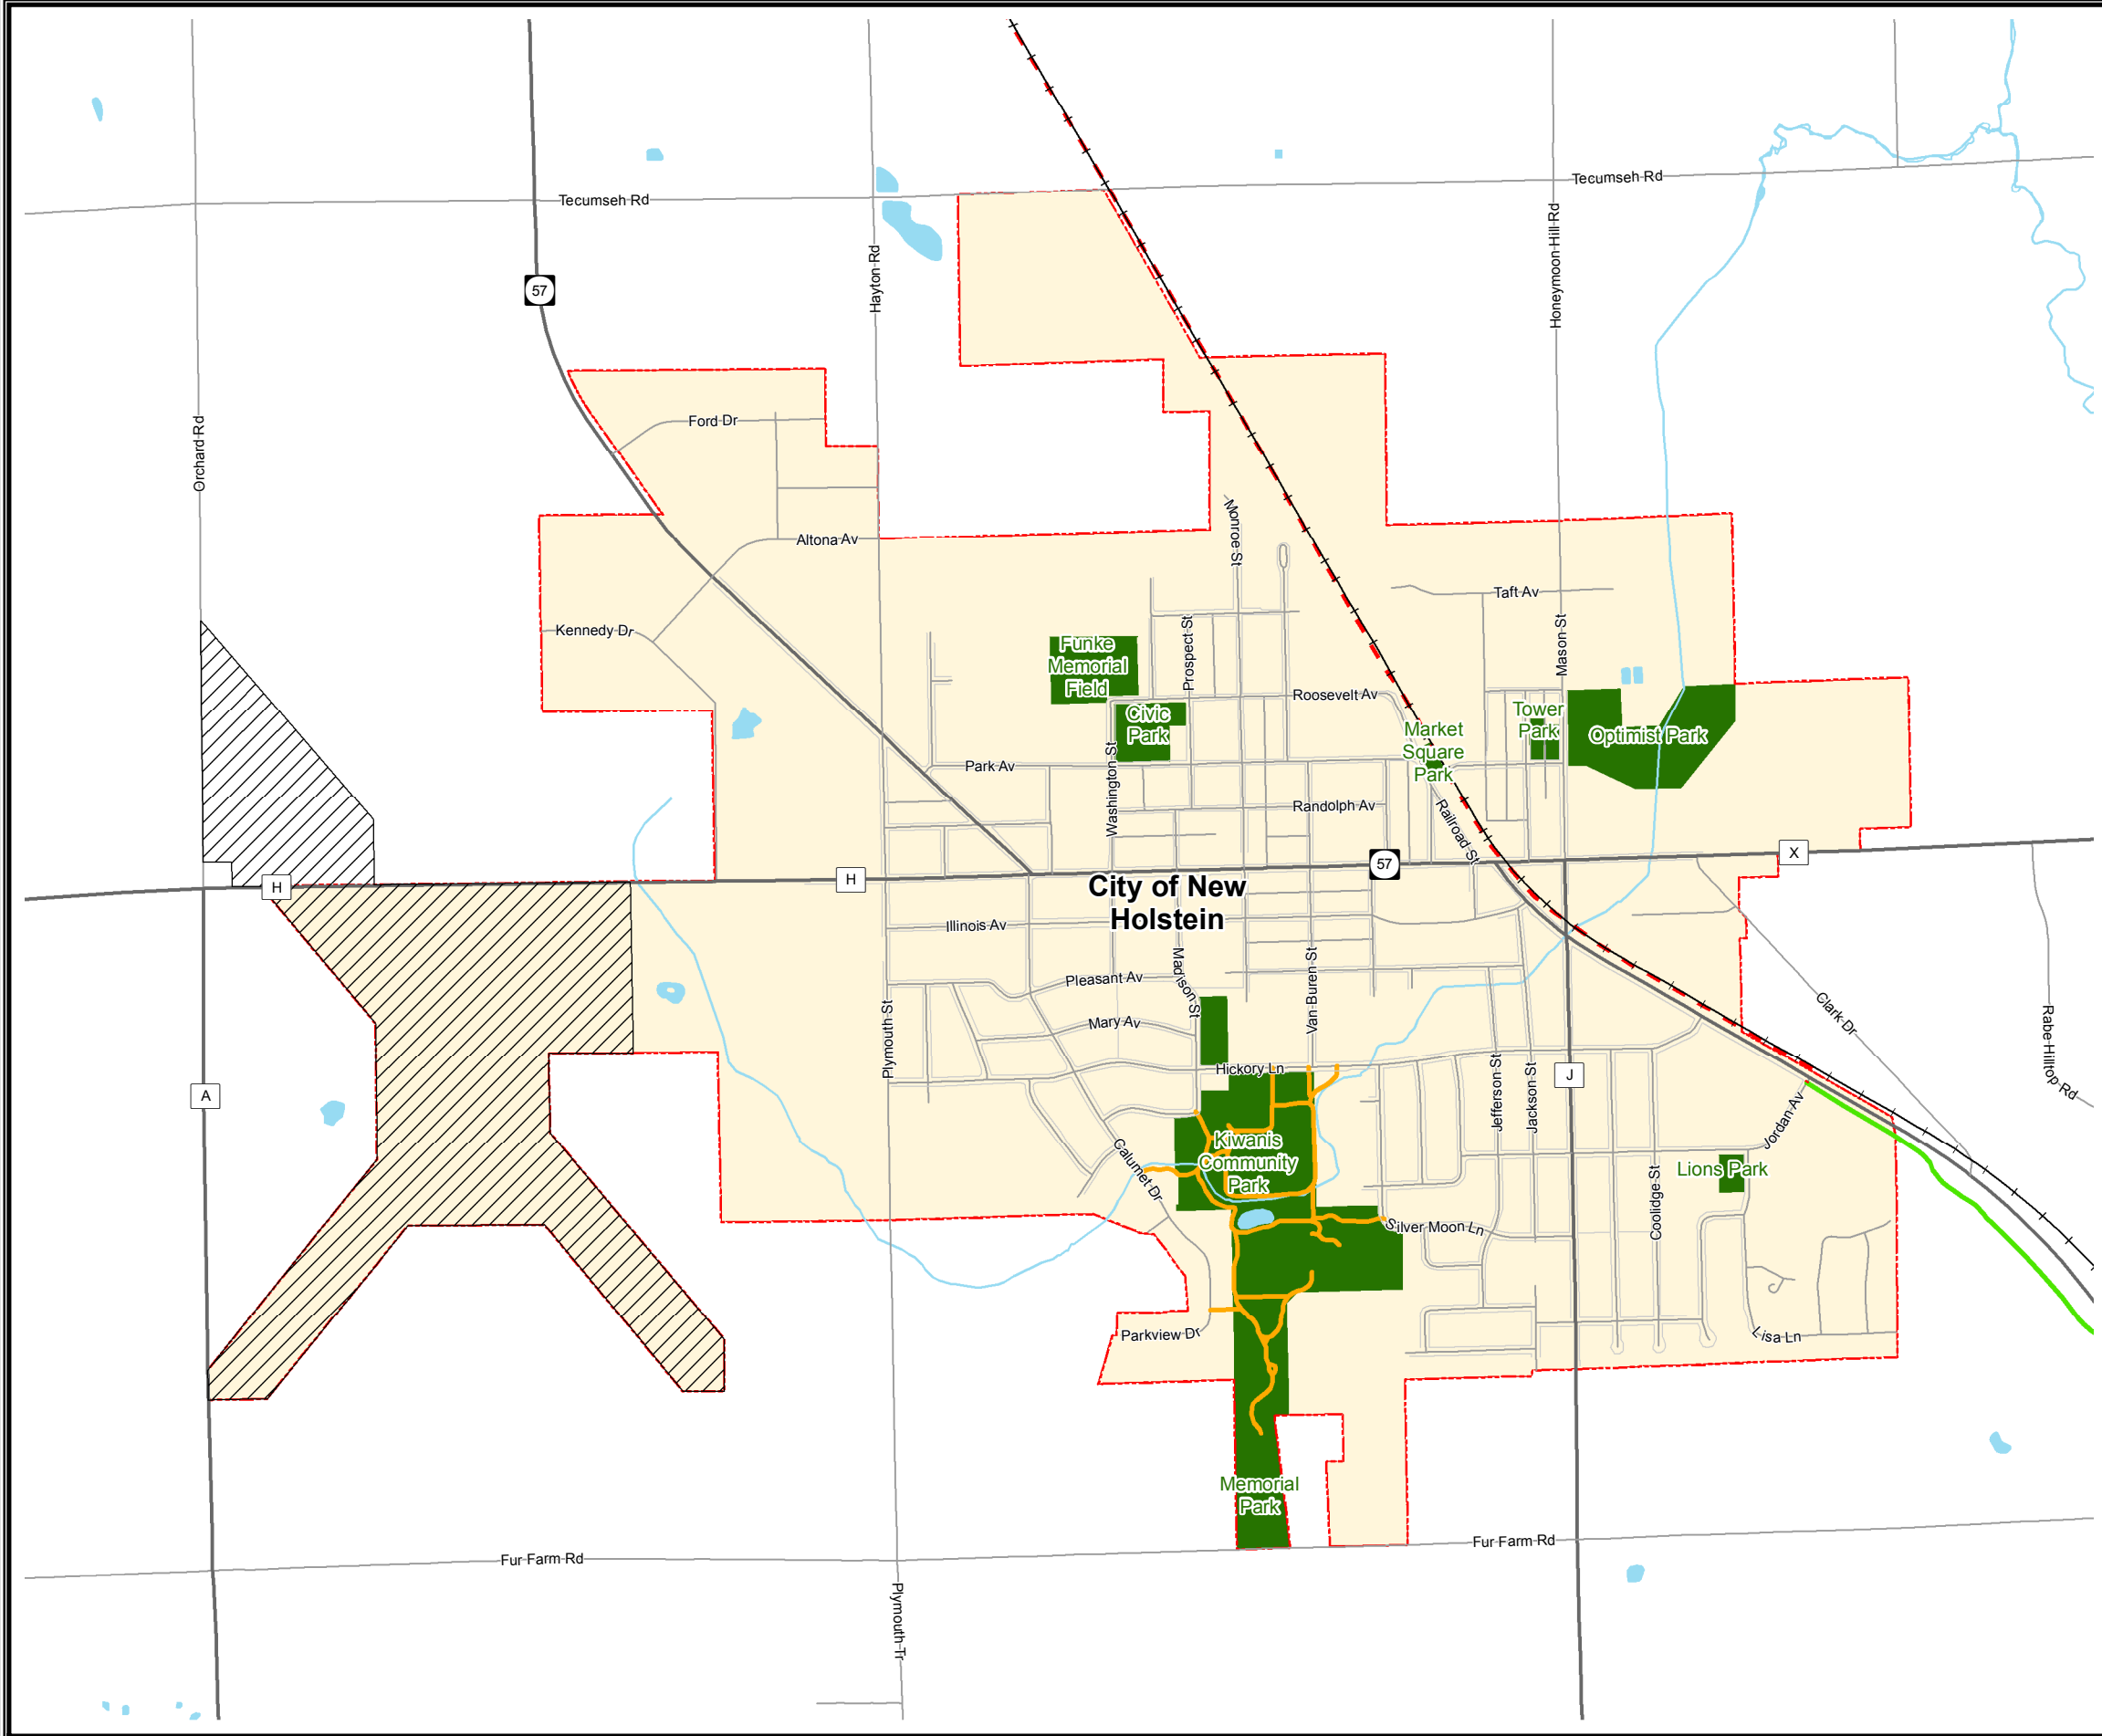 Tecumseh Rd
Tecumseh Rd
57
Hayton Rd
Honeymoon Hill Rd
Orchard Rd
Ford Dr
Altona Av
Monroe St
Taft Av
Kennedy Dr
Mason St
Prospect St
Funke
Memorial
Field
Roosevelt Av
Civic
Park
Tower
Park
Market
Square
Park
Optimist Park
Park Av
Washington St
Randolph Av
Railroad St
X
57
H
H
City of New
Holstein
Illinois Av
Madison St
Van Buren St
Pleasant Av
Mary Av
Plymouth St
Clark Dr
Rabe Hilltop Rd
Hickory Ln
Jefferson St
Jackson St
J
A
Jordan Av
Kiwanis
Community
Park
Calumet Dr
Lions Park
Coolidge St
Silver Moon Ln
Parkview Dr
Lisa Ln
Memorial
Park
Fur Farm Rd
Fur Farm Rd
Plymouth Tr